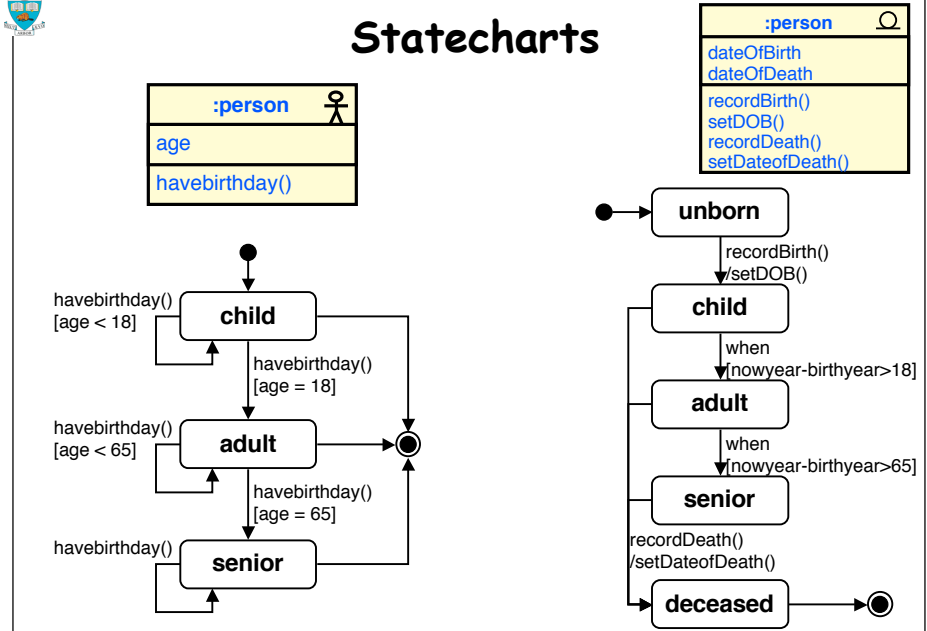 Statecharts
:person
age
havebirthday()
havebirthday()
[age < 18]
child
havebirthday()
[age = 18]
havebirthday()
[age < 65]
adult
havebirthday()
[age = 65]
havebirthday()
senior
:person
dateOfBirth
dateOfDeath
recordBirth()
setDOB()
recordDeath()
setDateofDeath()
unborn
recordBirth()
/setDOB()
child
when
[nowyear-birthyear>18]
adult
when
[nowyear-birthyear>65]
senior
recordDeath()
/setDateofDeath()
deceased